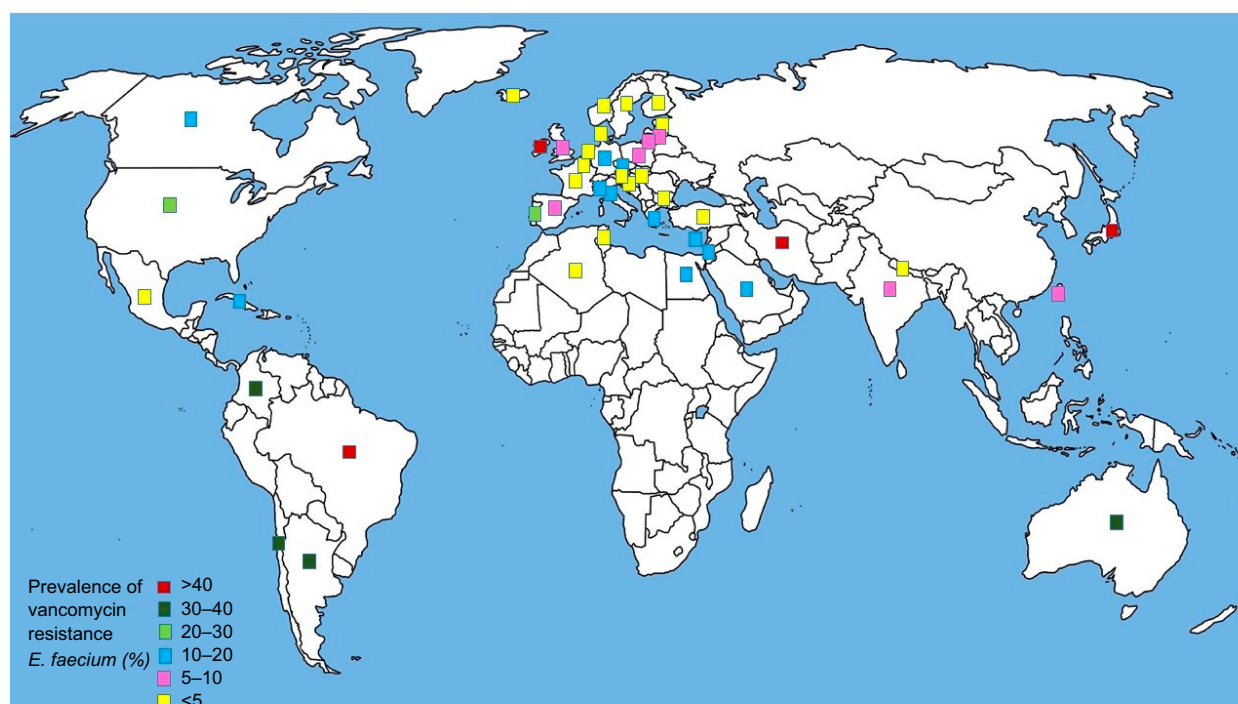 Prevalence of
vancomycin
resistance
E. faecium (%)
>40
30–40
20–30
10–20
5–10
<5